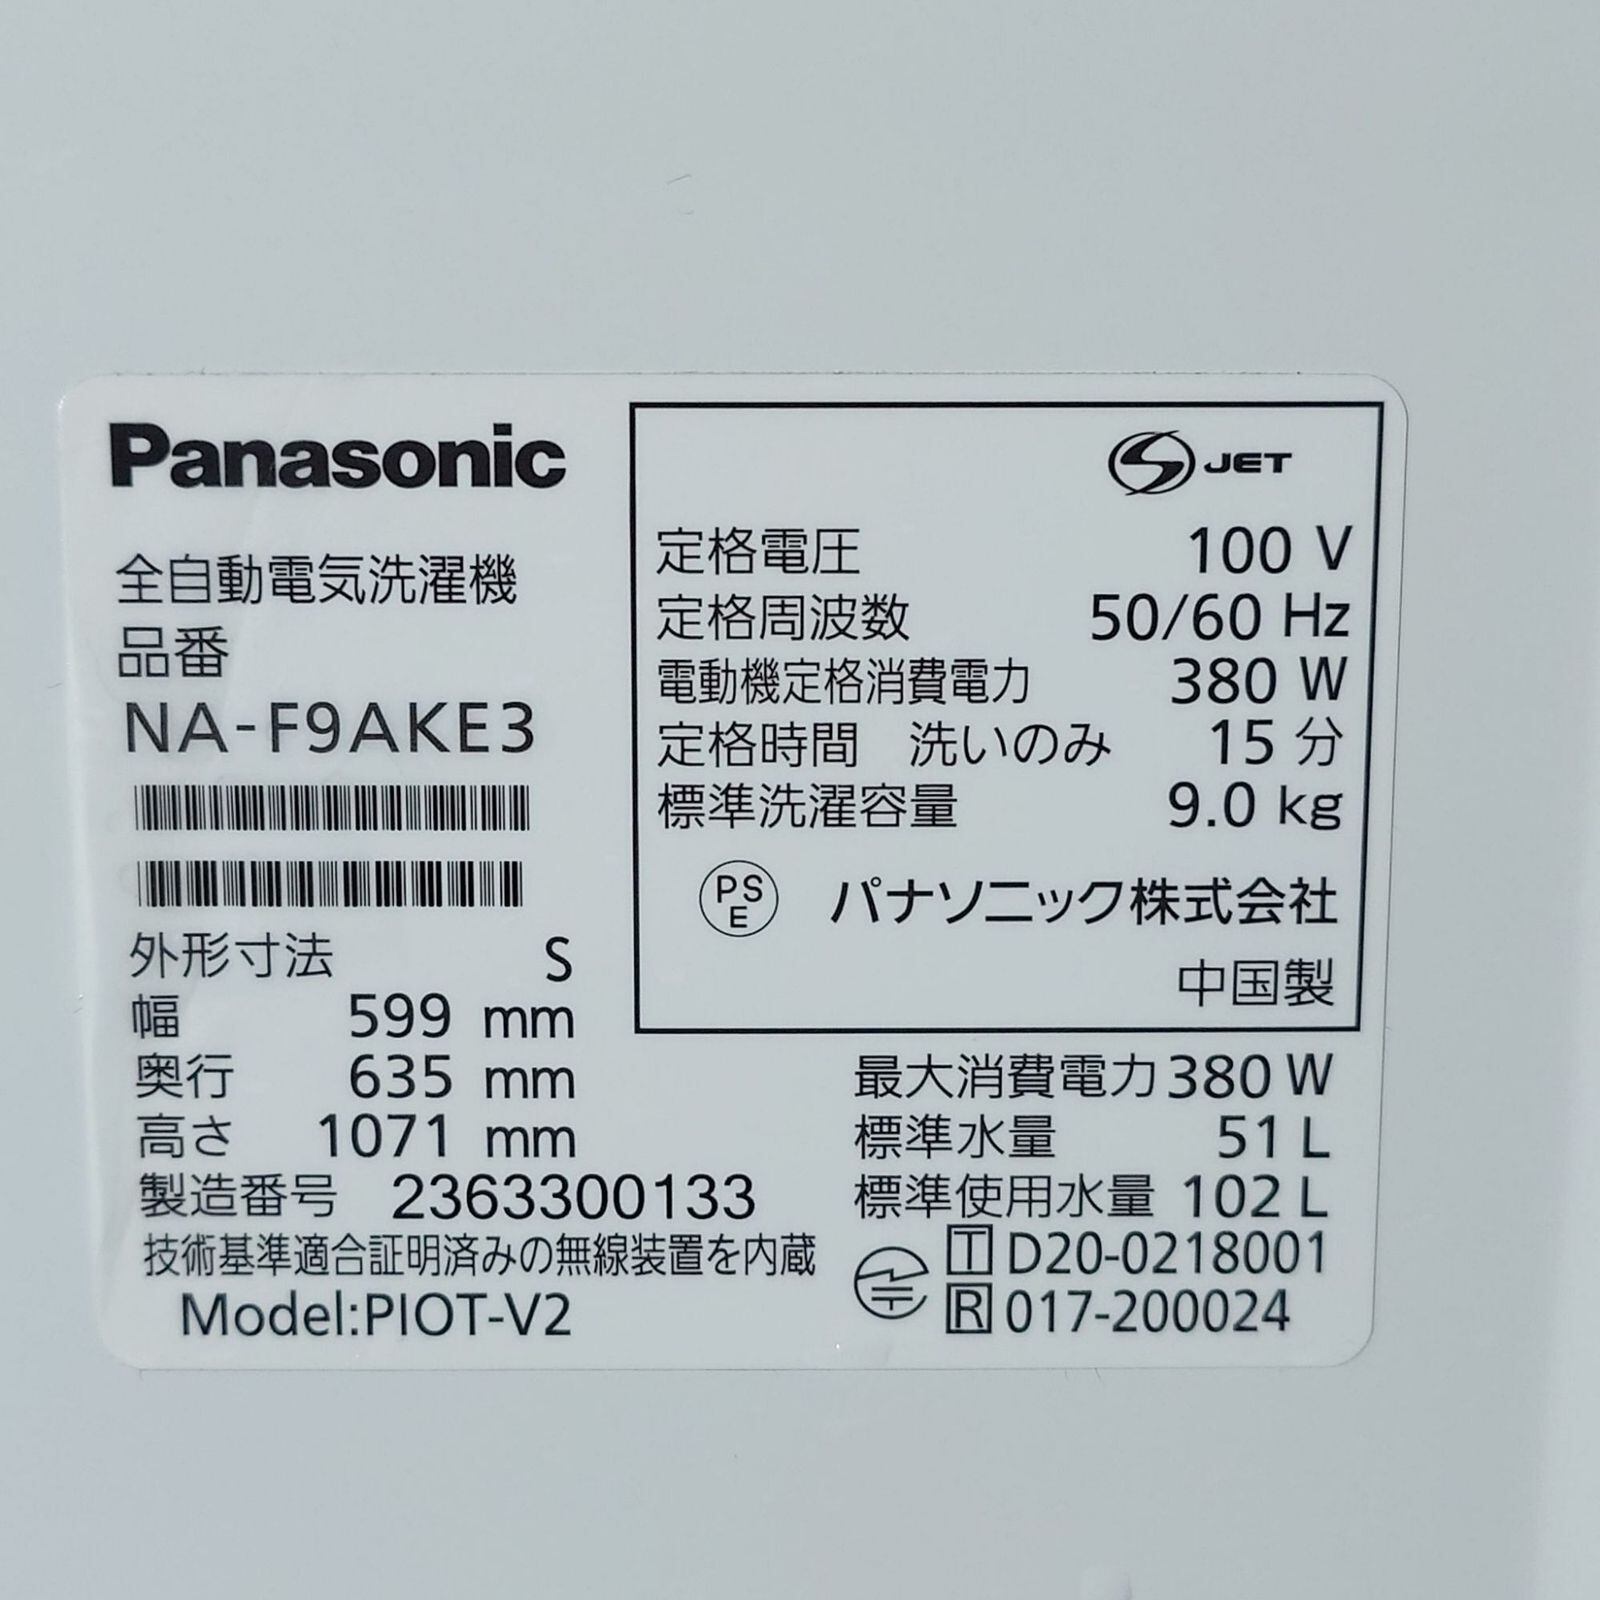 Panasonic
全自動電気洗濯機
品番
NA-F9AKE3
外形寸法 S
幅 599 mm
奥行 635 mm
高さ 1071 mm
製造番号 2363300133
技術基準適合証明済みの無線装置を内蔵
Model:PIOT-V2
S JET
定格電圧 100 V
定格周波数 50/60 Hz
電動機定格消費電力 380 W
定格時間 洗いのみ 15 分
標準洗濯容量 9.0 kg
PSE パナソニック株式会社
中国製
最大消費電力 380 W
標準水量 51 L
標準使用水量 102 L
T D20-0218001
R 017-200024